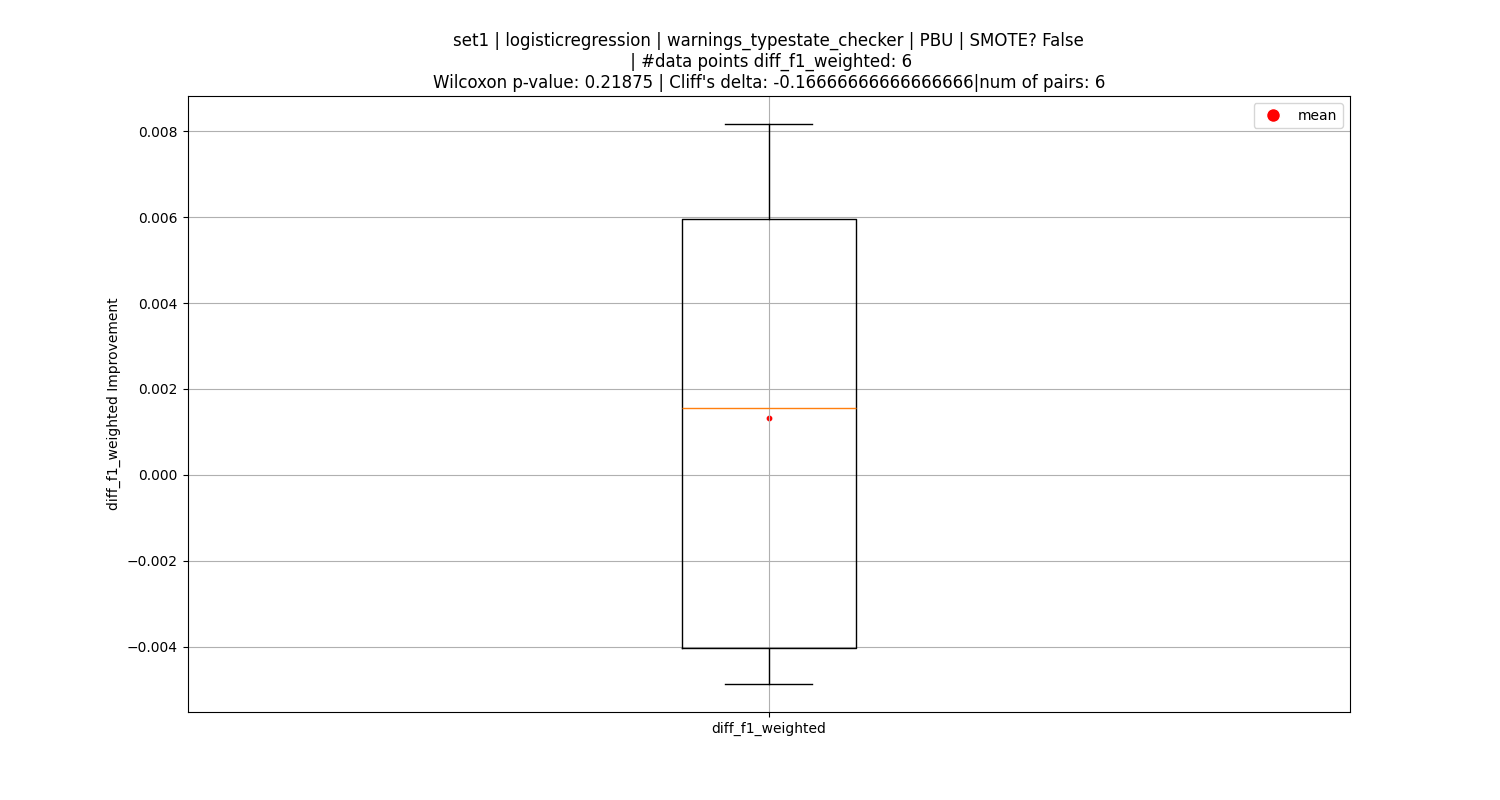 set1 | logisticregression | warnings_typestate_checker | PBU | SMOTE? False
| #data points diff_f1_weighted: 6
Wilcoxon p-value: 0.21875 | Cliff's delta: -0.16666666666666666|num of pairs: 6
mean
0.008
0.006
0.004
0.002
0.000
−0.002
−0.004
diff_f1_weighted Improvement
diff_f1_weighted